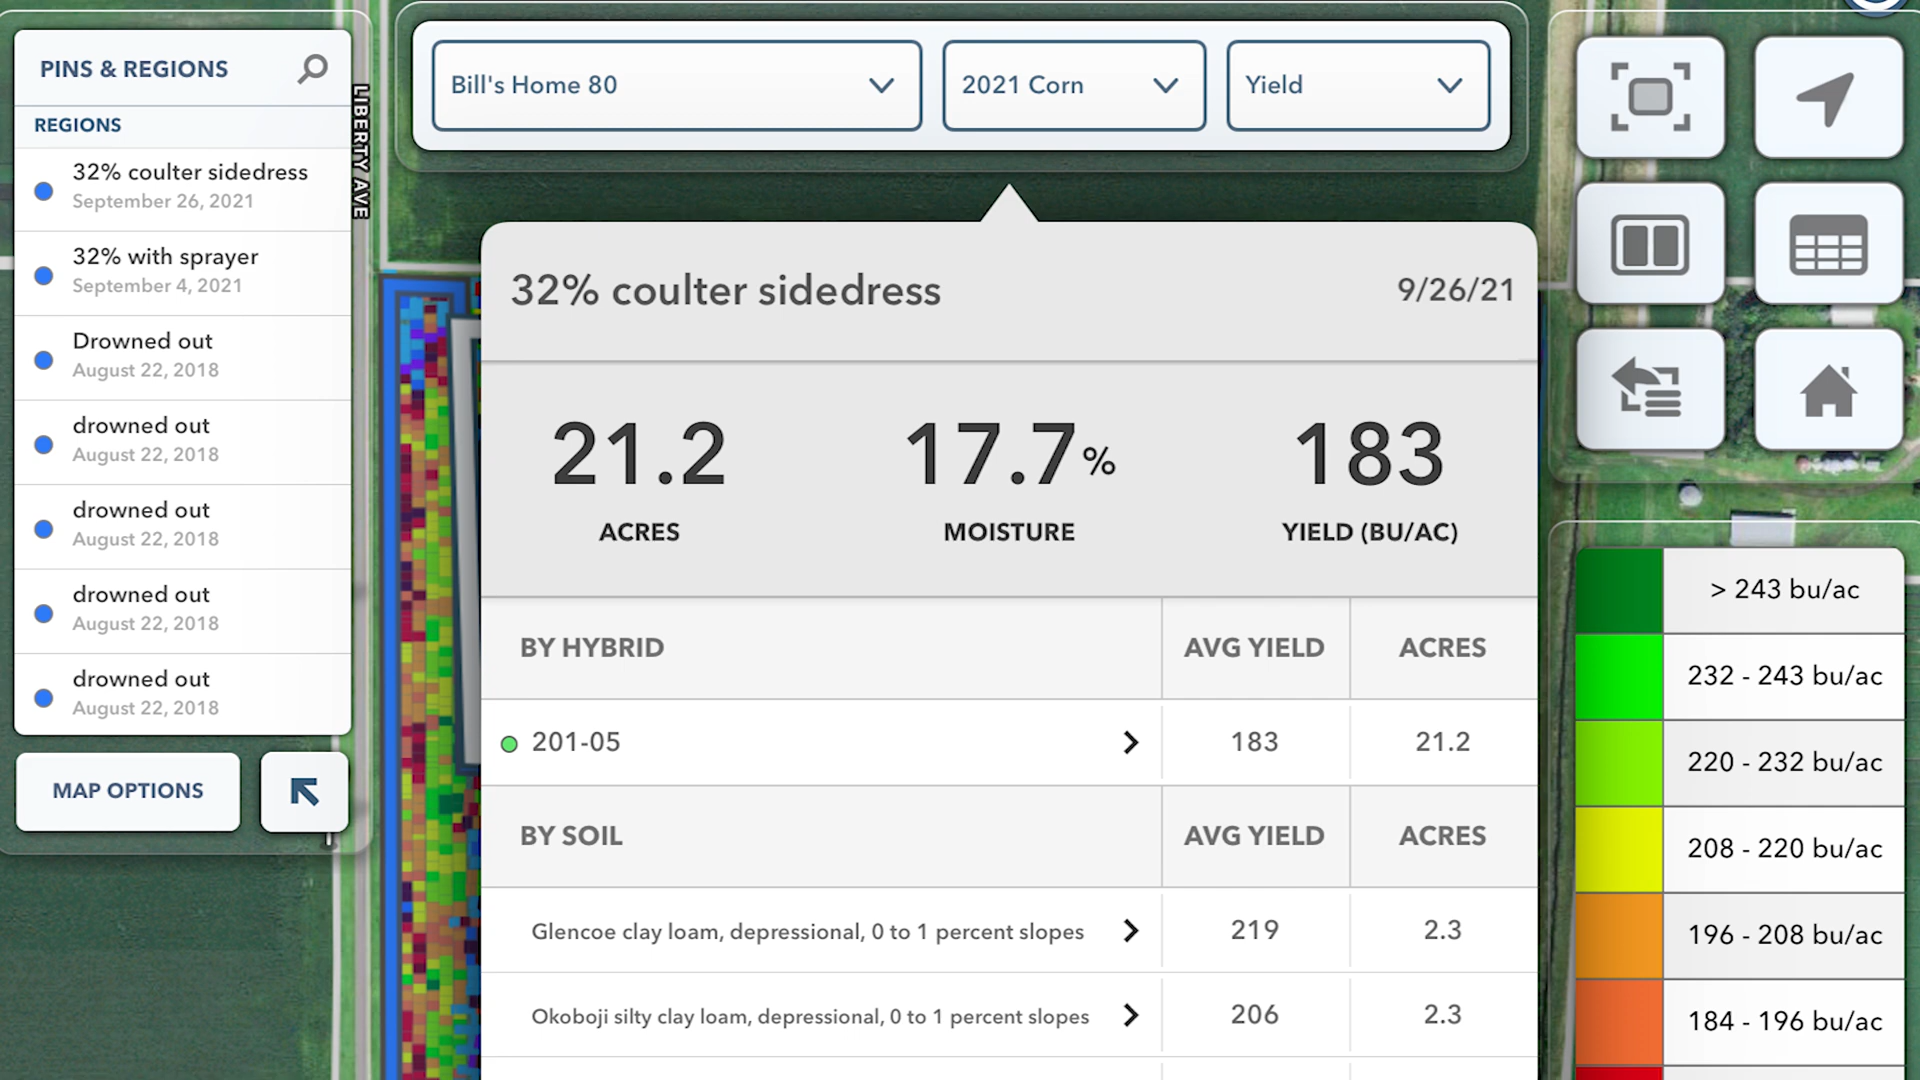 PINS & REGIONS
REGIONS
32% coulter sidedress
September 26, 2021
32% with sprayer
September 4, 2021
Drowned out
August 22, 2018
drowned out
August 22, 2018
drowned out
August 22, 2018
drowned out
August 22, 2018
drowned out
August 22, 2018
MAP OPTIONS
LIBERTY AVE
Bill's Home 80
2021 Corn
Yield
32% coulter sidedress
9/26/21
21.2
17.7%
183
ACRES
MOISTURE
YIELD (BU/AC)
BY HYBRID
AVG YIELD
ACRES
201-05
183
21.2
BY SOIL
AVG YIELD
ACRES
Glencoe clay loam, depressional, 0 to 1 percent slopes
219
2.3
Okoboji silty clay loam, depressional, 0 to 1 percent slopes
206
2.3
> 243 bu/ac
232 - 243 bu/ac
220 - 232 bu/ac
208 - 220 bu/ac
196 - 208 bu/ac
184 - 196 bu/ac